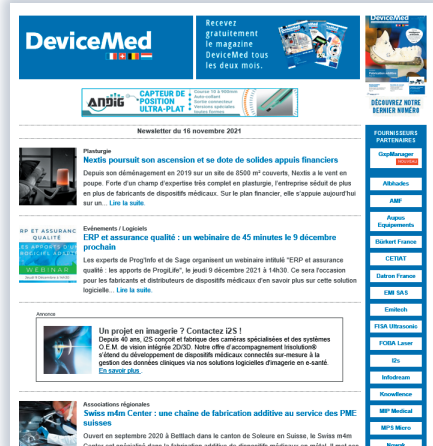 DeviceMed
Recevez
gratuitement
le magazine
DeviceMed tous
les deux mois.
DeviceMed
DÉCOUVREZ NOTRE
DERNIER NUMÉRO
ANDIG
CAPTEUR DE
POSITION
ULTRA-PLAT
Newsletter du 16 novembre 2021
Plasturgie
Nextis poursuit son ascension et se dote de solides appuis financiers
Depuis son déménagement en 2019 sur un site de 8500 m² couverts, Nextis a le vent en
poupe. Forte d'un champ d'expertise très complet en plasturgie, l'entreprise séduit de plus
en plus de fabricants de dispositifs médicaux. Sur le plan financier, elle s'appuie aujourd'hui
sur un... Lire la suite.
Evénements / Logiciels
ERP et assurance qualité : un webinaire de 45 minutes le 9 décembre
prochain
Les experts de Prog'Info et de Sage organisent un webinaire intitulé "ERP et assurance
qualité : les apports de ProgiLife", le jeudi 9 décembre 2021 à 14h30. Ce sera l'occasion
pour les fabricants et distributeurs de dispositifs médicaux d'en savoir plus sur cette solution
logicielle... Lire la suite.
RP ET ASSURANC
QUALITÉ
WEBINAR
Annonce
Un projet en imagerie ? Contactez i2S !
Depuis 40 ans, i2S conçoit et fabrique des caméras spécialisées et des systèmes
O.E.M. de vision intégrée 2D/3D. Notre offre d'accompagnement Insolution®
s'étend du développement de dispositifs médicaux connectés sur-mesure à la
gestion des données cliniques via nos solutions logicielles d'imagerie en e-santé.
En savoir plus.
Associations régionales
Swiss m4m Center : une chaîne de fabrication additive au service des PME
suisses
Ouvert en septembre 2020 à Bettlach dans le canton de Soleure en Suisse, le Swiss m4m
FOURNISSEURS
PARTENAIRES
GxpManager
Albhades
AMF
Aupus
Equipements
Bürkert France
CETIAT
Datron France
EMI SAS
Emitech
FISA Ultrasonic
FOBA Laser
i2s
Infodream
Knowllence
MIP Medical
MPS Micro